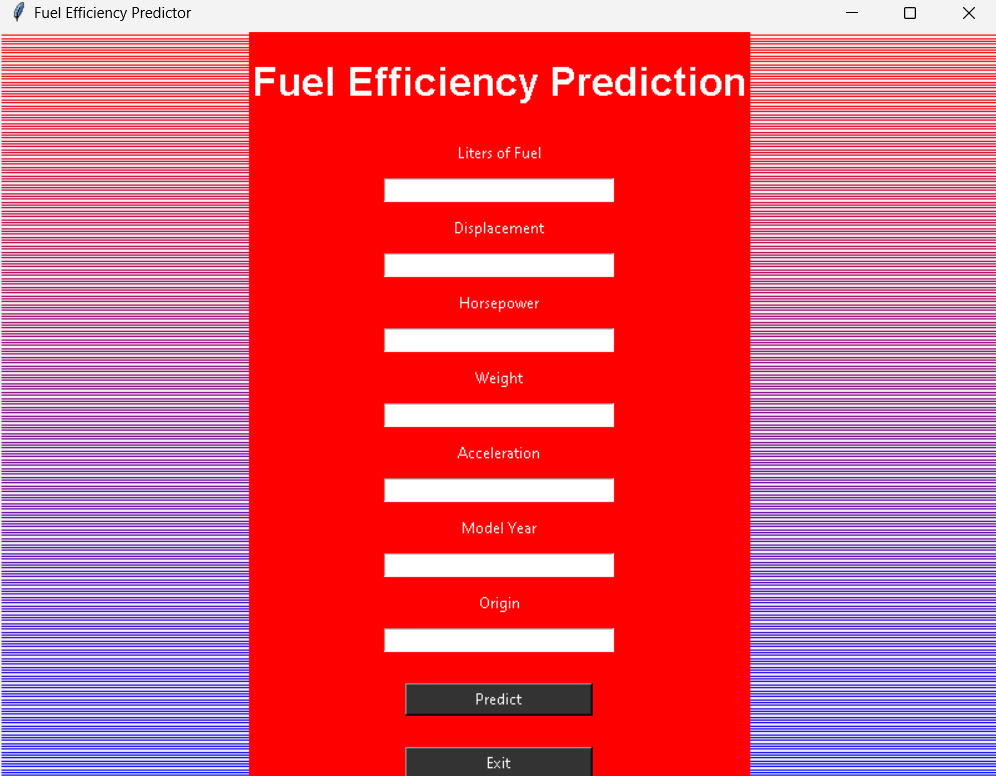 Fuel Efficiency Predictor
Fuel Efficiency Prediction
Liters of Fuel
Displacement
Horsepower
Weight
Acceleration
Model Year
Origin
Predict
Exit